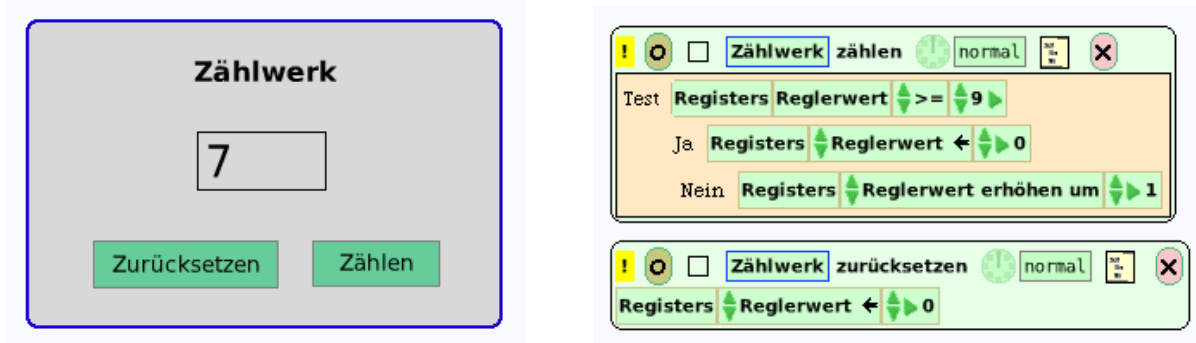 Zählwerk
7
Zurücksetzen Zählen
! Zählwerk zählen normal
Test Registers Reglerwert >= 9
Ja Registers Reglerwert ← 0
Nein Registers Reglerwert erhöhen um 1
! Zählwerk zurücksetzen normal
Registers Reglerwert ← 0